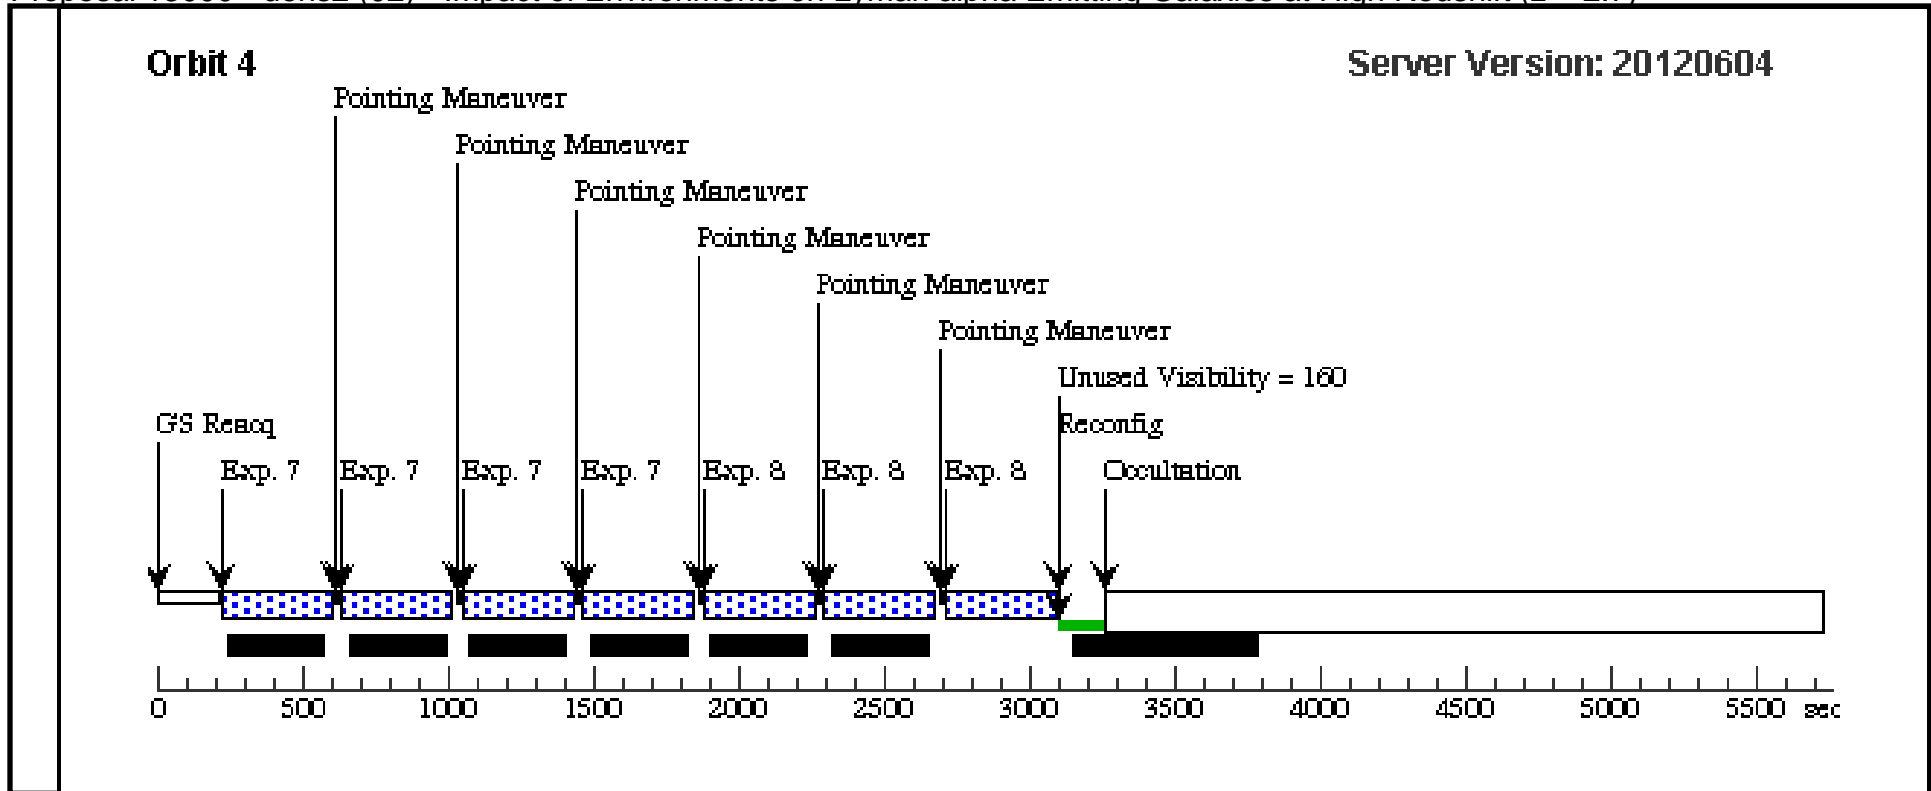 Orbit 4
Server Version: 20120604
Pointing Maneuver
Pointing Maneuver
Pointing Maneuver
Pointing Maneuver
Pointing Maneuver
Pointing Maneuver
Unused Visibility = 160
GS Reacq
Reconfig
Exp. 7
Exp. 7
Exp. 7
Exp. 7
Exp. 8
Exp. 8
Exp. 8
Occultation
0 500 1000 1500 2000 2500 3000 3500 4000 4500 5000 5500 sec